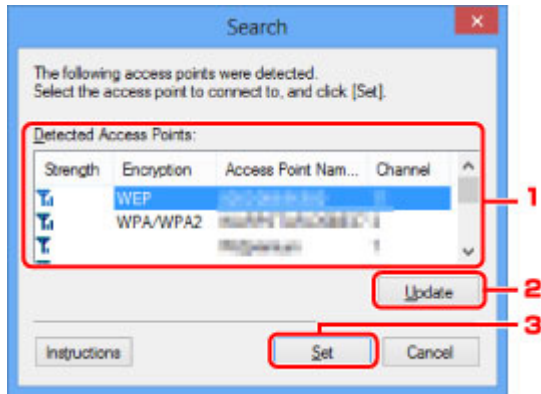 Search
The following access points were detected.
Select the access point to connect to, and click [Set].
Detected Access Points:
Strength Encryption Access Point Nam... Channel
WEP
WPA/WPA2
1
Update
2
3
Instructions Set Cancel